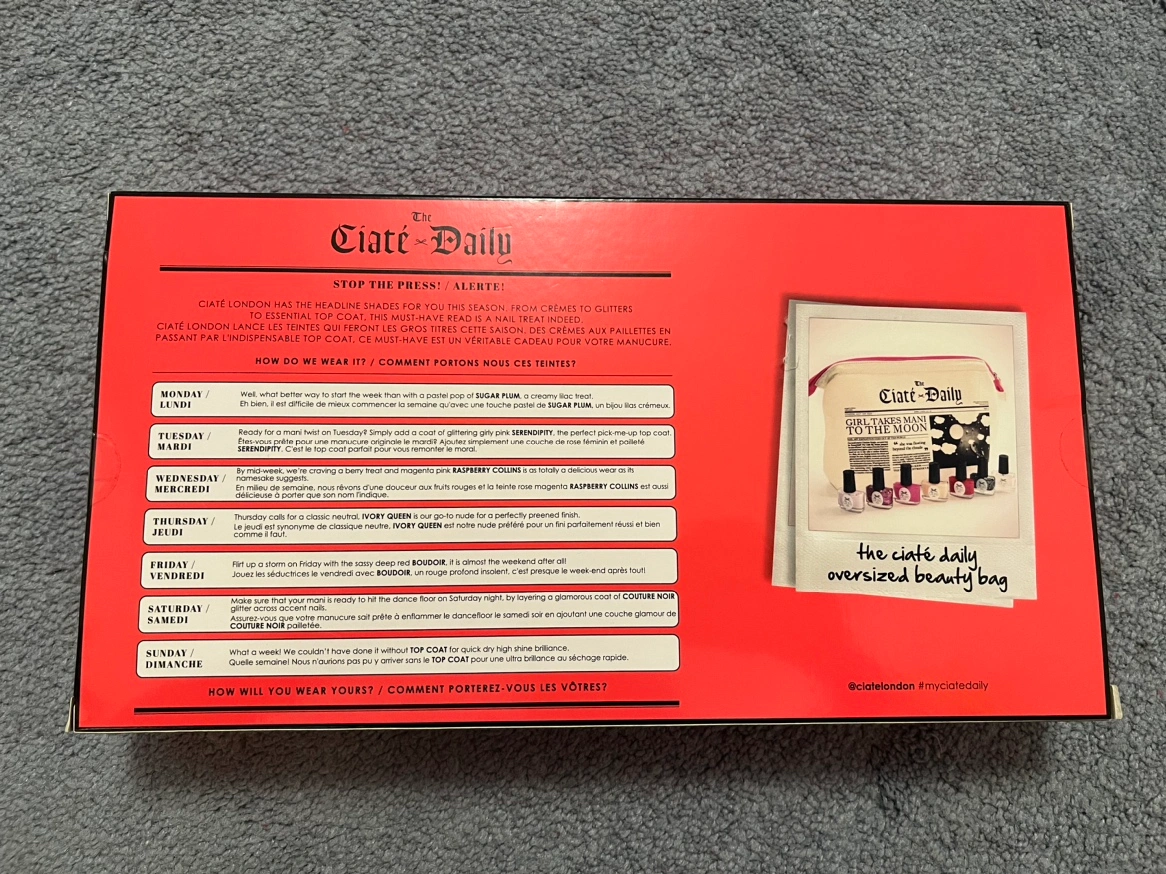 The
Ciaté Daily
STOP THE PRESS! / ALERTE!
CIATÉ LONDON HAS THE HEADLINE SHADES FOR YOU THIS SEASON. FROM CRÈMES TO GLITTERS
TO ESSENTIAL TOP COAT, THIS MUST-HAVE READ IS A NAIL TREAT INDEED.
CIATÉ LONDON LANCE LES TEINTES QUI FERONT LES GROS TITRES CETTE SAISON. DES CRÈMES AUX PAILLETTES EN
PASSANT PAR L'INDISPENSABLE TOP COAT, CE MUST-HAVE EST UN VÉRITABLE CADEAU POUR VOTRE MANUCURE.
HOW DO WE WEAR IT? / COMMENT PORTONS NOUS CES TEINTES?
MONDAY /
LUNDI
Well, what better way to start the week than with a pastel pop of SUGAR PLUM, a creamy lilac treat.
Eh bien, il est difficile de mieux commencer la semaine qu'avec une touche pastel de SUGAR PLUM, un bijou lilas crémeux.
TUESDAY /
MARDI
Ready for a mani twist on Tuesday? Simply add a coat of glittering girly pink SERENDIPITY, the perfect pick-me-up top coat.
Êtes-vous prête pour une manucure originale le mardi? Ajoutez simplement une couche de rose féminin et pailleté
SERENDIPITY. C'est le top coat parfait pour vous remonter le moral.
WEDNESDAY /
MERCREDI
By mid-week, we're craving a berry treat and magenta pink RASPBERRY COLLINS is as totally a delicious wear as its
namesake suggests.
En milieu de semaine, nous rêvons d'une douceur aux fruits rouges et la teinte rose magenta RASPBERRY COLLINS est aussi
délicieuse à porter que son nom l'indique.
THURSDAY /
JEUDI
Thursday calls for a classic neutral, IVORY QUEEN is our go-to nude for a perfectly preened finish.
Le jeudi est synonyme de classique neutre, IVORY QUEEN est notre nude préféré pour un fini parfaitement réussi et bien
comme il faut.
FRIDAY /
VENDREDI
Flirt up a storm on Friday with the sassy deep red BOUDOIR, it is almost the weekend after all!
Jouez les séductrices le vendredi avec BOUDOIR, un rouge profond insolent, c'est presque le week-end après tout!
SATURDAY /
SAMEDI
Make sure that your mani is ready to hit the dance floor on Saturday night, by layering a glamorous coat of COUTURE NOIR
glitter across accent nails.
Assurez-vous que votre manucure sait prête à enflammer le dancefloor le samedi soir en ajoutant une couche glamour de
COUTURE NOIR pailletée.
SUNDAY /
DIMANCHE
What a week! We couldn't have done it without TOP COAT for quick dry high shine brilliance.
Quelle semaine! Nous n'aurions pas pu y arriver sans le TOP COAT pour une ultra brillance au séchage rapide.
HOW WILL YOU WEAR YOURS? / COMMENT PORTEREZ-VOUS LES VÔTRES?
The
Ciaté Daily
GIRL TAKES MANI
TO THE MOON
the ciaté daily
oversized beauty bag
@ciatelondon #myciatedaily